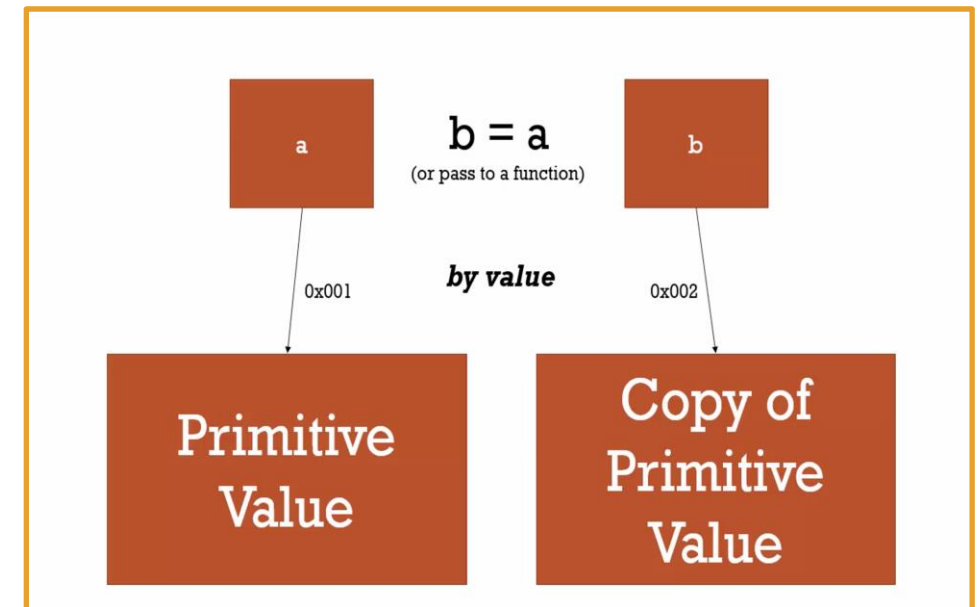 a
b = a
(or pass to a function)
b
by value
0x001
0x002
Primitive
Value
Copy of
Primitive
Value